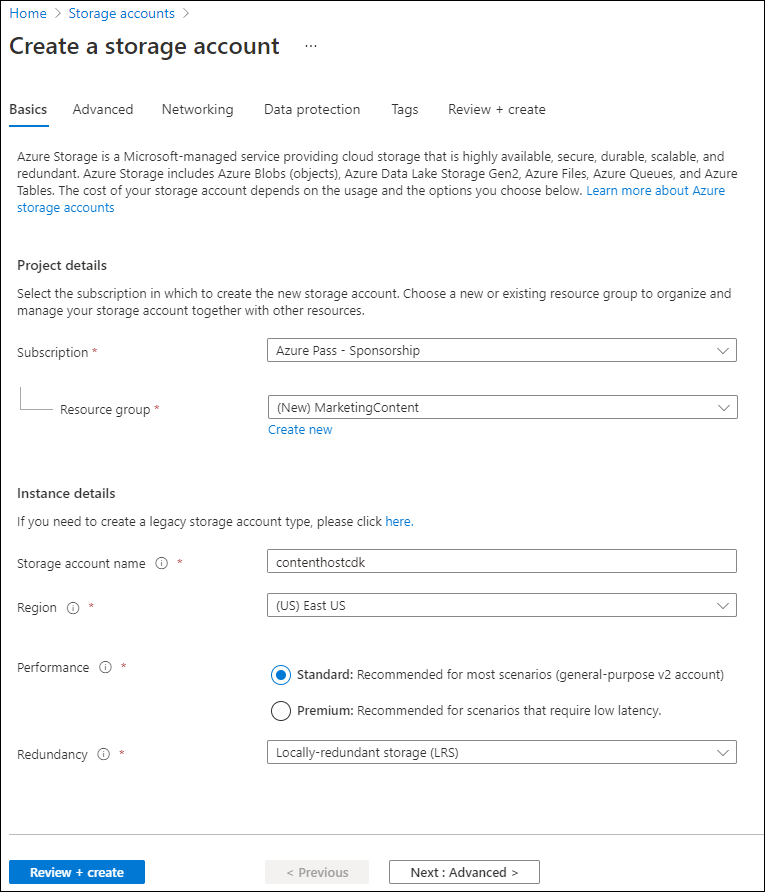 Home > Storage accounts >
Create a storage account ...
Basics Advanced Networking Data protection Tags Review + create
Azure Storage is a Microsoft-managed service providing cloud storage that is highly available, secure, durable, scalable, and
redundant. Azure Storage includes Azure Blobs (objects), Azure Data Lake Storage Gen2, Azure Files, Azure Queues, and Azure
Tables. The cost of your storage account depends on the usage and the options you choose below. Learn more about Azure
storage accounts
Project details
Select the subscription in which to create the new storage account. Choose a new or existing resource group to organize and
manage your storage account together with other resources.
Subscription * Azure Pass - Sponsorship
Resource group * (New) MarketingContent
Create new
Instance details
If you need to create a legacy storage account type, please click here.
Storage account name * contenthostcdk
Region * (US) East US
Performance * Standard: Recommended for most scenarios (general-purpose v2 account)
Premium: Recommended for scenarios that require low latency.
Redundancy * Locally-redundant storage (LRS)
Review + create < Previous Next : Advanced >